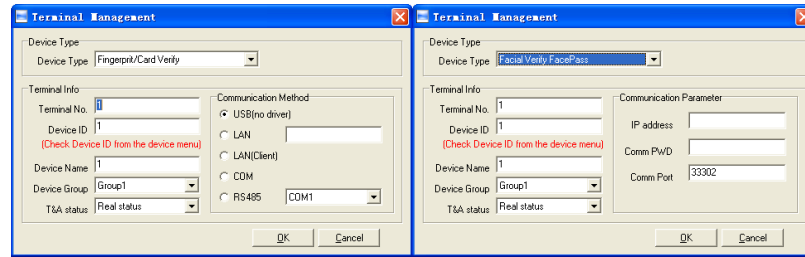 Terminal Management
Device Type
Device Type Fingerprit/Card Verify
Terminal Info
Terminal No. 1
Device ID 1
(Check Device ID from the device menu)
Device Name 1
Device Group Group1
T&A status Real status
Communication Method
USB(no driver)
LAN
LAN(Client)
COM
RS485 COM1
OK Cancel
Terminal Management
Device Type
Device Type Facial Verify FacePass
Terminal Info
Terminal No. 1
Device ID 1
(Check Device ID from the device menu)
Device Name 1
Device Group Group1
T&A status Real status
Communication Parameter
IP address
Comm PWD
Comm Port 33302
OK Cancel